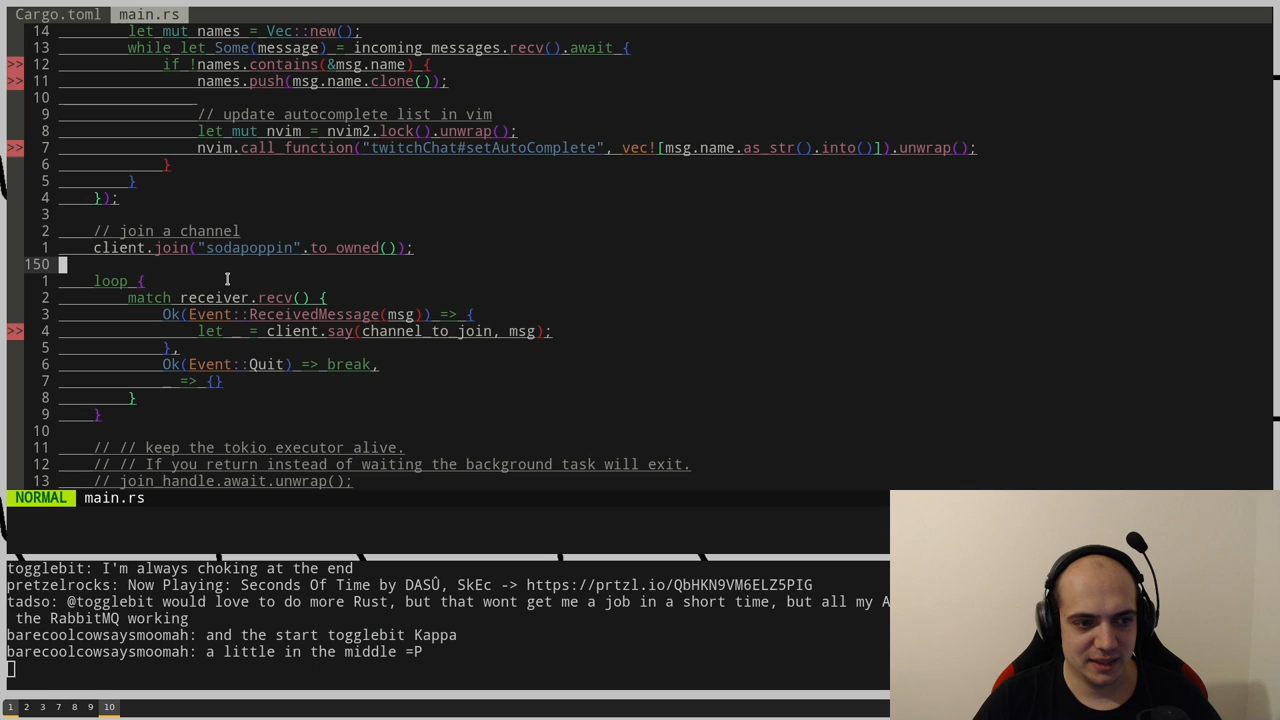 Cargo.toml main.rs
14 let mut names = Vec::new();
13 while let Some(message) = incoming_messages.recv().await {
>> 12 if !names.contains(&msg.name) {
>> 11 names.push(msg.name.clone());
10
9 // update autocomplete list in vim
8 let mut nvim = nvim2.lock().unwrap();
>> 7 nvim.call_function("twitchChat#setAutoComplete", vec![msg.name.as_str().into()]).unwrap();
6 }
5 }
4 });
3
2 // join a channel
1 client.join("sodapoppin".to_owned());
150
1 loop {
2 match receiver.recv() {
3 Ok(Event::ReceivedMessage(msg)) => {
>> 4 let _ = client.say(channel_to_join, msg);
5 },
6 Ok(Event::Quit) => break,
7 _ => {}
8 }
9 }
10
11 // // keep the tokio executor alive.
12 // // If you return instead of waiting the background task will exit.
13 // join_handle.await.unwrap();
NORMAL main.rs
togglebit: I'm always choking at the end
pretzelrocks: Now Playing: Seconds Of Time by DASÛ, SkEc -> https://prtzl.io/QbHKN9VM6ELZ5PIG
tadso: @togglebit would love to do more Rust, but that wont get me a job in a short time, but all my A
the RabbitMQ working
barecoolcowsaysmoomah: and the start togglebit Kappa
barecoolcowsaysmoomah: a little in the middle =P
1 2 3 7 8 9 10